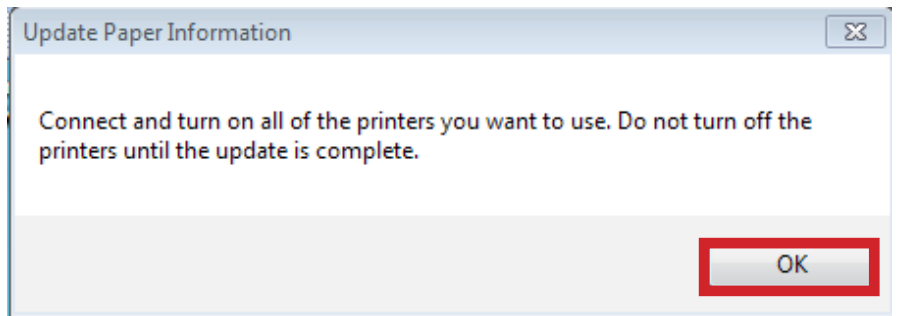 Update Paper Information
Connect and turn on all of the printers you want to use. Do not turn off the
printers until the update is complete.
OK